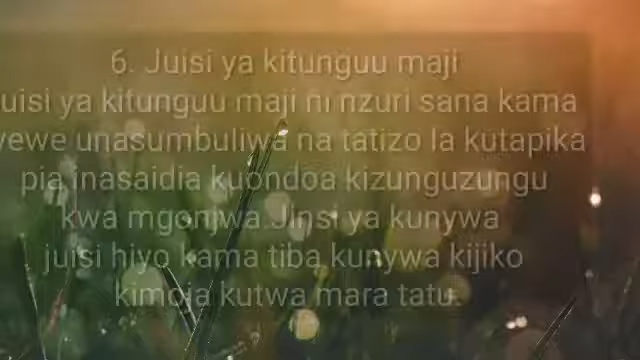 6. Juisi ya kitunguu maji
uisi ya kitunguu maji ni nzuri sana kama
yewe unasumbuliwa na tatizo la kutapika
pia inasaidia kuondoa kizunguzungu
kwa mgonjwa.Jinsi ya kunywa
juisi hiyo kama tiba kunywa kijiko
kimoja kutwa mara tatu.